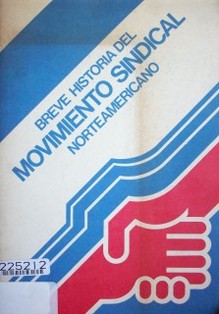 BREVE HISTORIA DEL
MOVIMIENTO SINDICAL
NORTEAMERICANO
225212